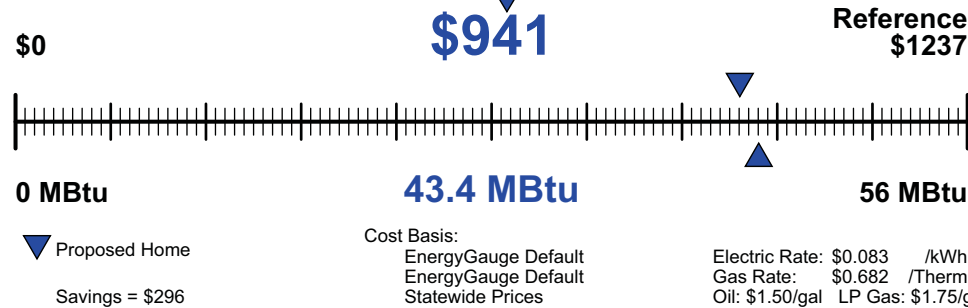 Reference
$0 $941 $1237
0 MBtu 43.4 MBtu 56 MBtu
Proposed Home
Savings = $296
Cost Basis:
EnergyGauge Default
EnergyGauge Default
Statewide Prices
Electric Rate: $0.083 /kWh
Gas Rate: $0.682 /Therm
Oil: $1.50/gal LP Gas: $1.75/g